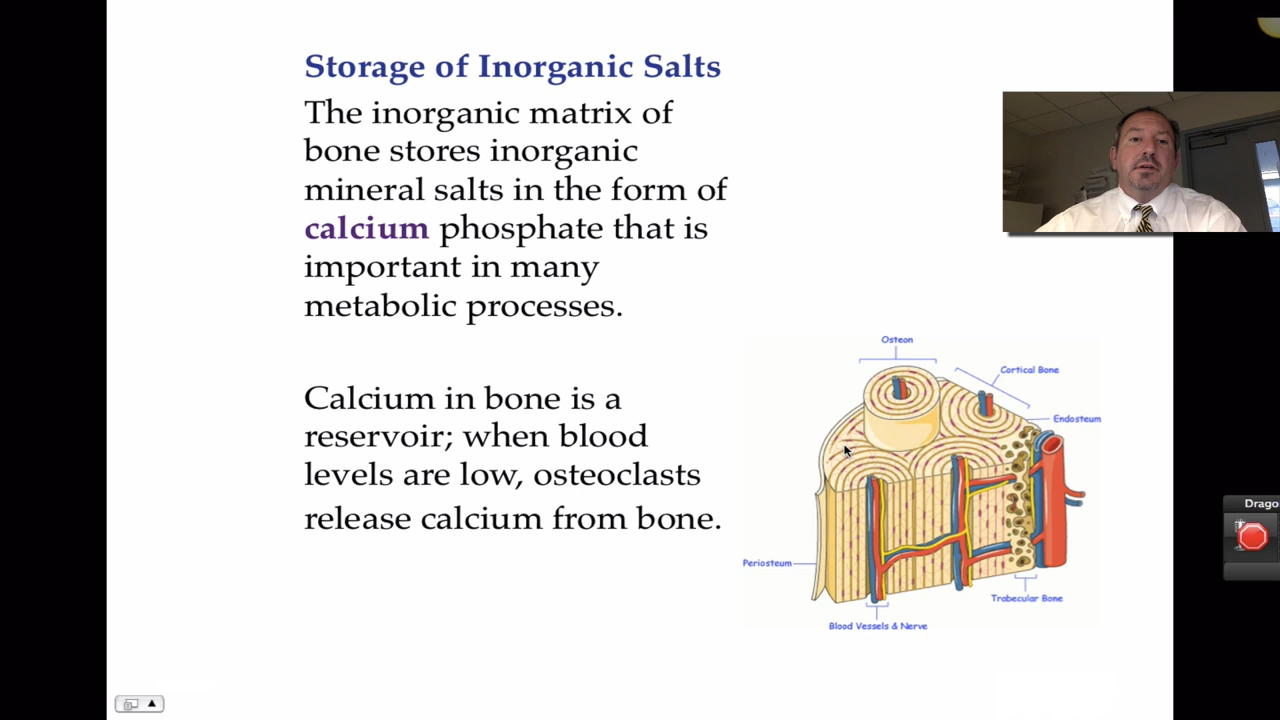 Storage of Inorganic Salts
The inorganic matrix of
bone stores inorganic
mineral salts in the form of
calcium phosphate that is
important in many
metabolic processes.
Calcium in bone is a
reservoir; when blood
levels are low, osteoclasts
release calcium from bone.
Osteon
Cortical Bone
Endosteum
Periosteum
Trabecular Bone
Blood Vessels & Nerve
Drago